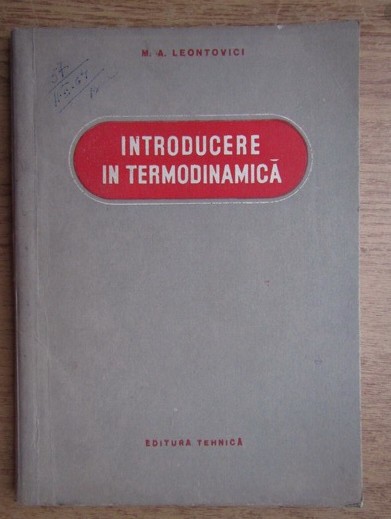 M. A. LEONTOVICI
INTRODUCERE
IN TERMODINAMICĂ
EDITURA TEHNICĂ